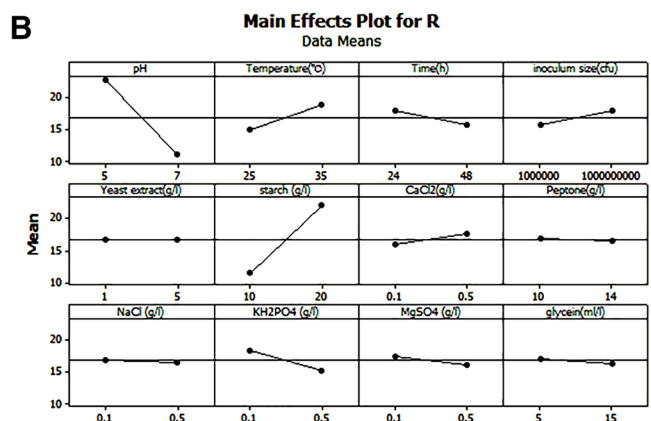 B
Main Effects Plot for R
Data Means
pH Temperature(°C) Time(h) inoculum size(cfu)
20
15
10
5 7 25 35 24 48 1000000 1000000000
Yeast extract(g/l) starch (g/l) CaCl2(g/l) Peptone(g/l)
20
15
10
1 5 10 20 0.1 0.5 10 14
NaCl (g/l) KH2PO4 (g/l) MgSO4 (g/l) glycein(ml/l)
20
15
10
0.1 0.5 0.1 0.5 0.1 0.5 5 15
Mean